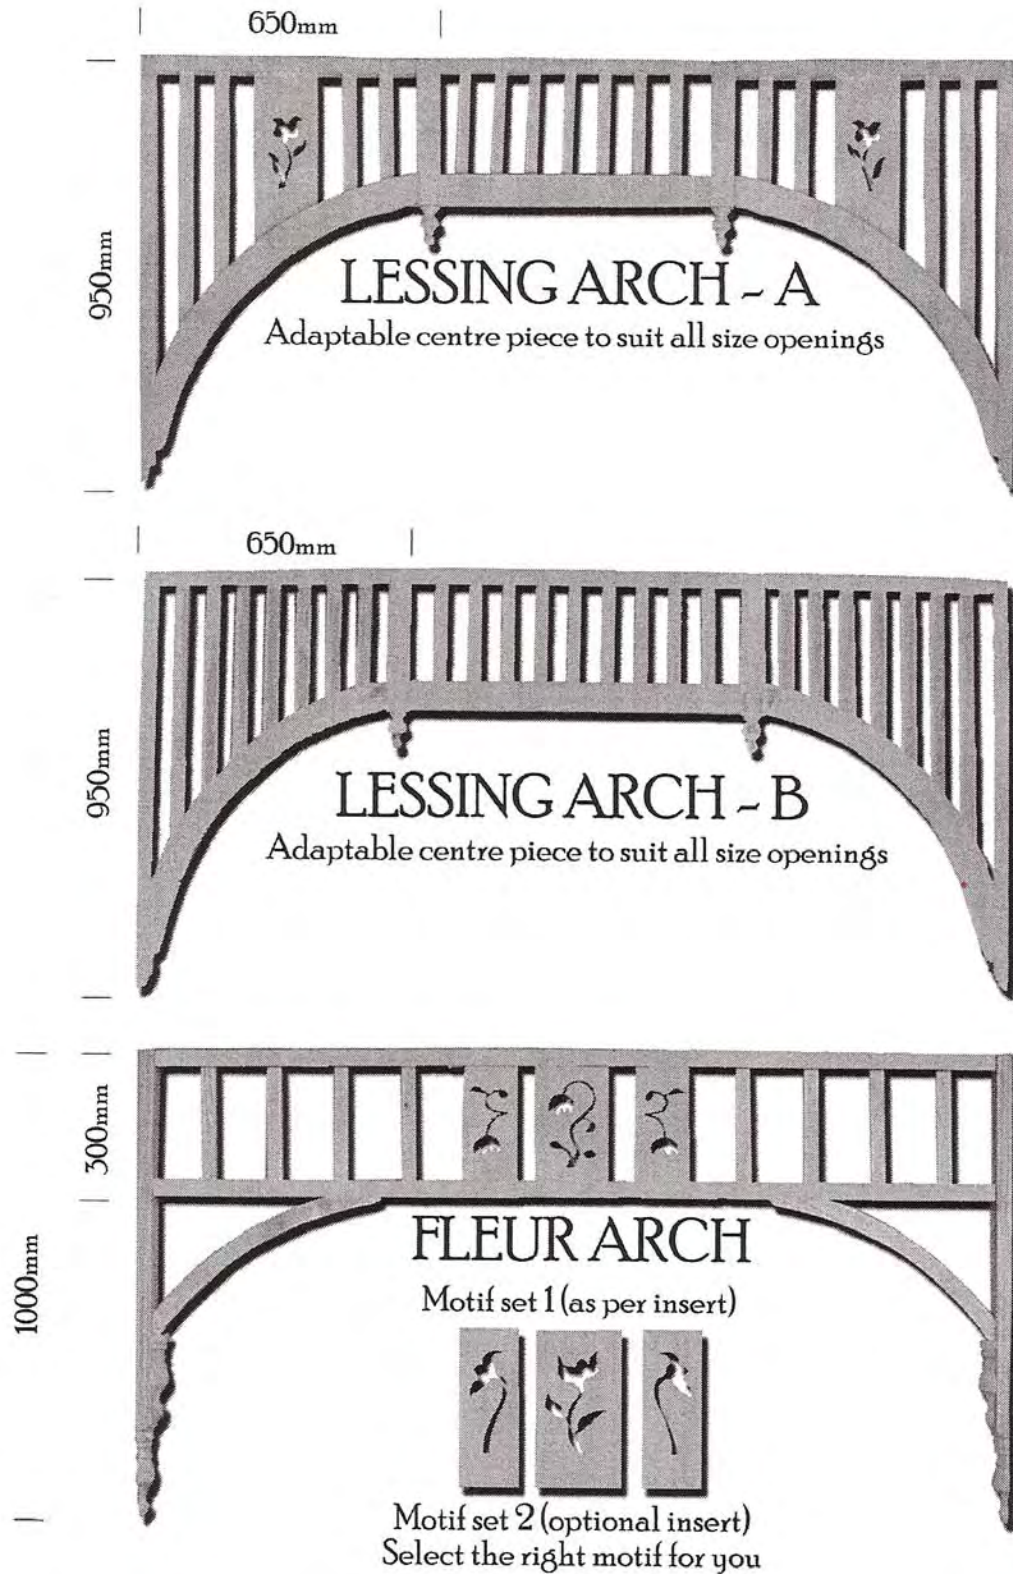 650mm
950mm
LESSING ARCH ~ A
Adaptable centre piece to suit all size openings
650mm
950mm
LESSING ARCH ~ B
Adaptable centre piece to suit all size openings
300mm
1000mm
FLEUR ARCH
Motif set 1 (as per insert)
Motif set 2 (optional insert)
Select the right motif for you